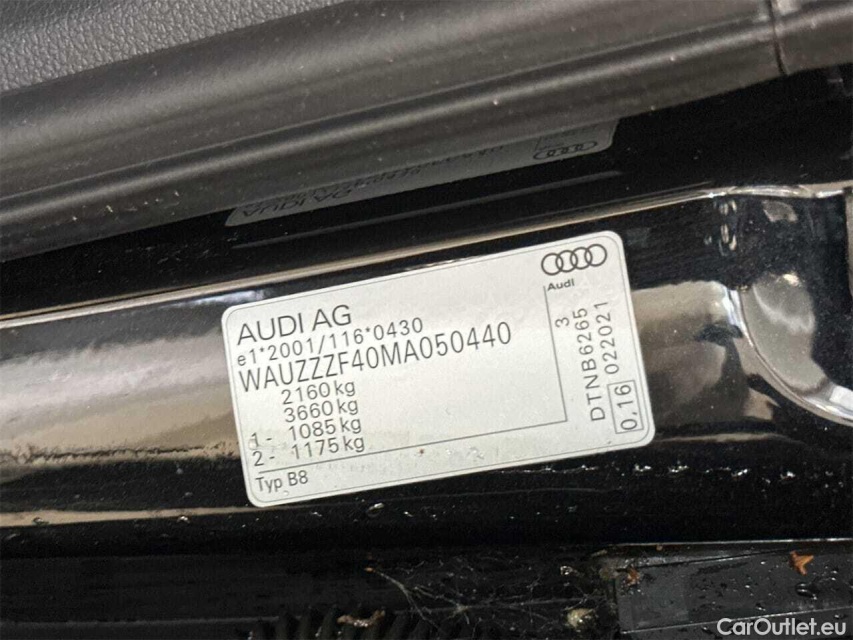 AUDI AG
e1*2001/116*0430
WAUZZZF40MA050440
2160 kg
3660 kg
1- 1085 kg
2- 1175 kg
Typ B8
Audi
3
DTNB6265
022021
0,16
CarOutlet.eu